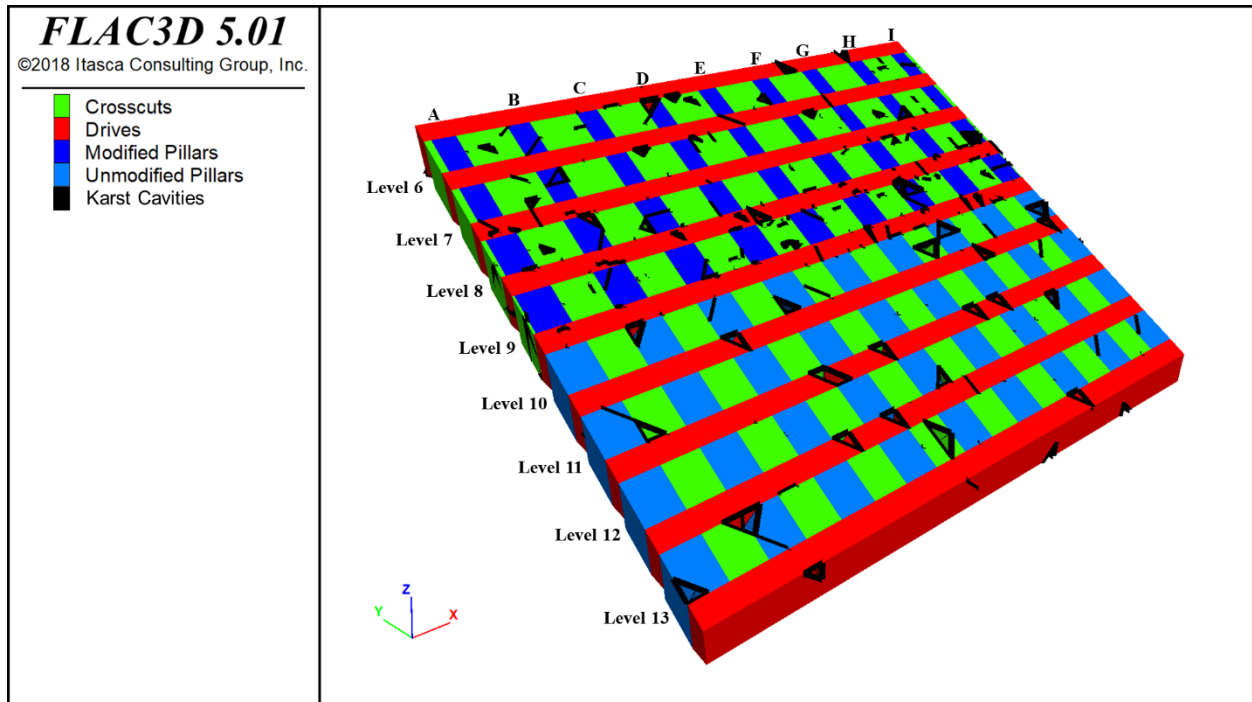 FLAC3D 5.01
©2018 Itasca Consulting Group, Inc.
Crosscuts
Drives
Modified Pillars
Unmodified Pillars
Karst Cavities
A
B
C
D
E
F
G
H
I
Level 6
Level 7
Level 8
Level 9
Level 10
Level 11
Level 12
Level 13
Z
Y
X